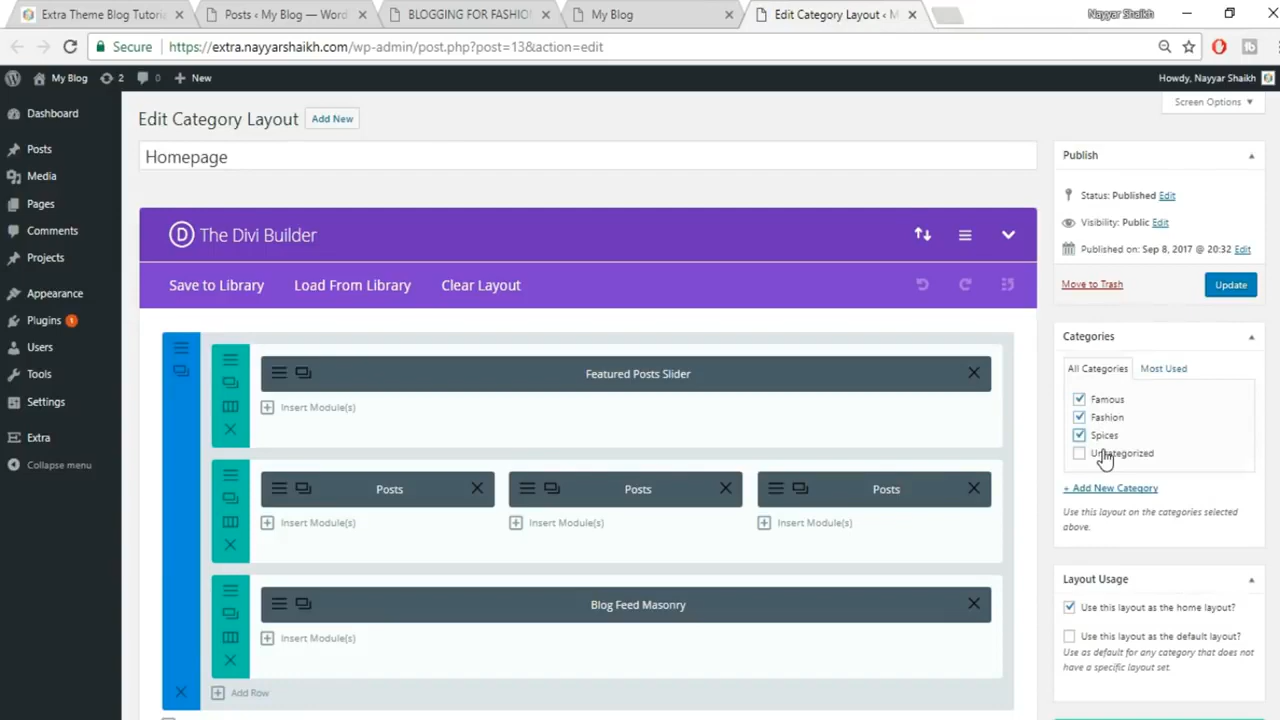 Extra Theme Blog Tutoria
Posts ‹ My Blog — Word
BLOGGING FOR FASHIO
My Blog
Edit Category Layout ‹ M
Nayyar Shaikh
Secure
https://extra.nayyarshaikh.com/wp-admin/post.php?post=13&action=edit
My Blog
2
0
New
Howdy, Nayyar Shaikh
Dashboard
Posts
Media
Pages
Comments
Projects
Appearance
Plugins 1
Users
Tools
Settings
Extra
Collapse menu
Screen Options
Edit Category Layout
Add New
Homepage
D The Divi Builder
Save to Library
Load From Library
Clear Layout
Featured Posts Slider
Insert Module(s)
Posts
Posts
Posts
Insert Module(s)
Insert Module(s)
Insert Module(s)
Blog Feed Masonry
Insert Module(s)
Add Row
Publish
Status: Published Edit
Visibility: Public Edit
Published on: Sep 8, 2017 @ 20:32 Edit
Move to Trash
Update
Categories
All Categories
Most Used
Famous
Fashion
Spices
Uncategorized
+ Add New Category
Use this layout on the categories selected
above.
Layout Usage
Use this layout as the home layout?
Use this layout as the default layout?
Use as default for any category that does not
have a specific layout set.